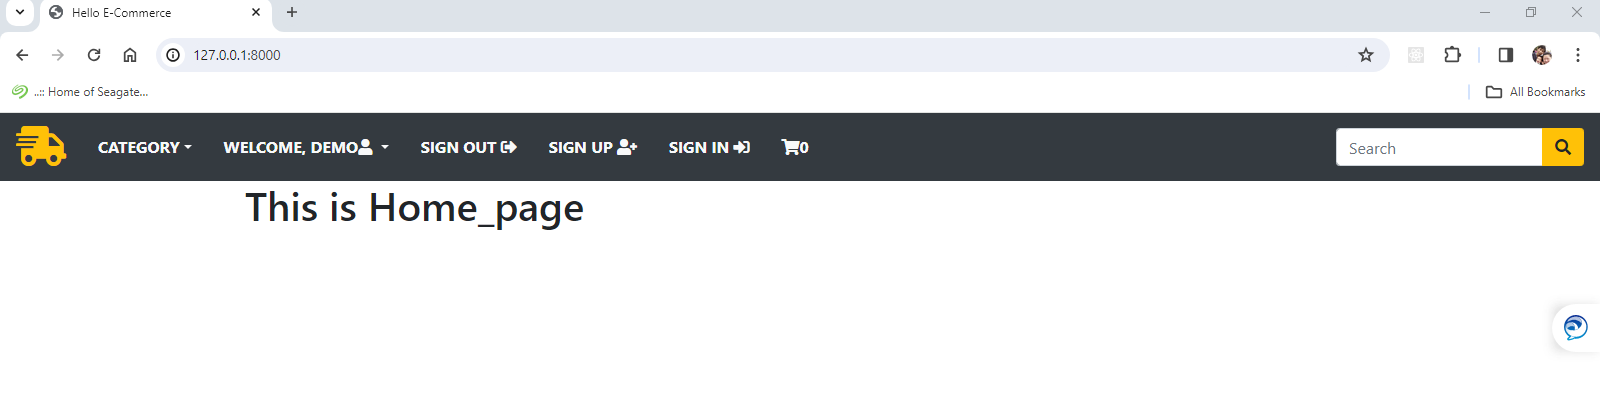 Hello E-Commerce
127.0.0.1:8000
..:: Home of Seagate...
All Bookmarks
CATEGORY WELCOME, DEMO SIGN OUT SIGN UP SIGN IN 0 Search
This is Home_page